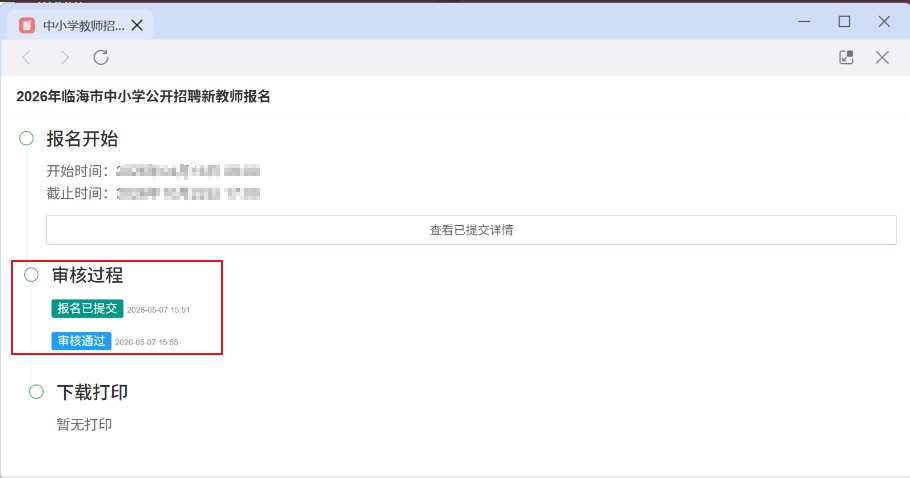 中小学教师招...
2026年临海市中小学公开招聘新教师报名
报名开始
开始时间：
截止时间：
查看已提交详情
审核过程
报名已提交 2026-05-07 15:51
审核通过 2026-05-07 15:55
下载打印
暂无打印